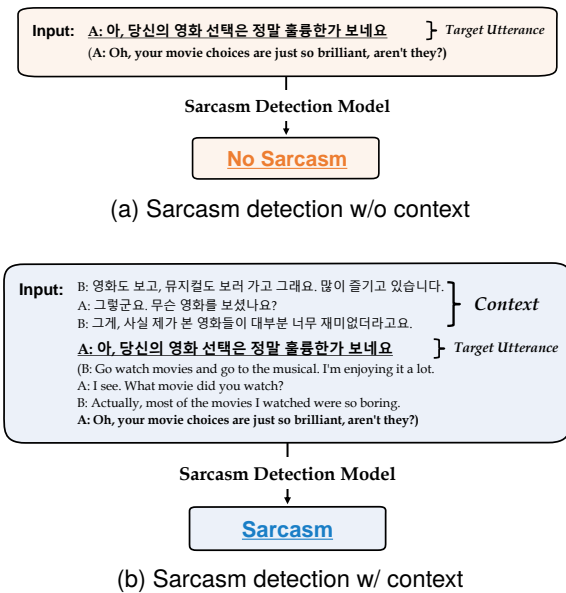 Input: A: 아, 당신의 영화 선택은 정말 훌륭한가 보네요 Target Utterance
(A: Oh, your movie choices are just so brilliant, aren't they?)
Sarcasm Detection Model
No Sarcasm
(a) Sarcasm detection w/o context
Input: B: 영화도 보고, 뮤지컬도 보러 가고 그래요. 많이 즐기고 있습니다.
A: 그렇군요. 무슨 영화를 보셨나요? Context
B: 그게, 사실 제가 본 영화들이 대부분 너무 재미없더라고요.
A: 아, 당신의 영화 선택은 정말 훌륭한가 보네요 Target Utterance
(B: Go watch movies and go to the musical. I'm enjoying it a lot.
A: I see. What movie did you watch?
B: Actually, most of the movies I watched were so boring.
A: Oh, your movie choices are just so brilliant, aren't they?)
Sarcasm Detection Model
Sarcasm
(b) Sarcasm detection w/ context